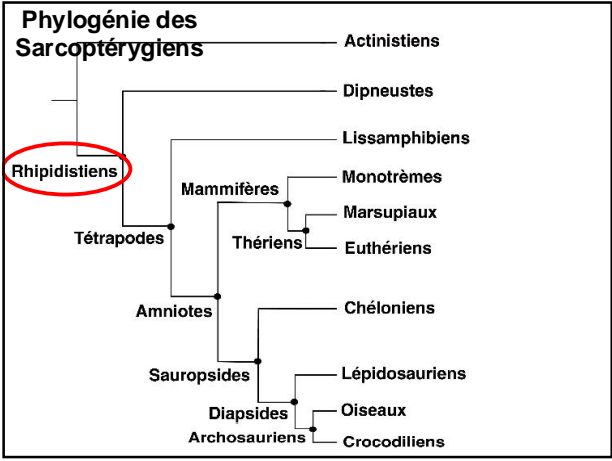 Phylogénie des
Sarcoptérygiens
Actinistiens
Dipneustes
Lissamphibiens
Rhipidistiens
Monotrèmes
Mammifères
Marsupiaux
Tétrapodes
Thériens
Euthériens
Amniotes
Chéloniens
Sauropsides
Lépidosauriens
Diapsides
Oiseaux
Archosauriens
Crocodiliens